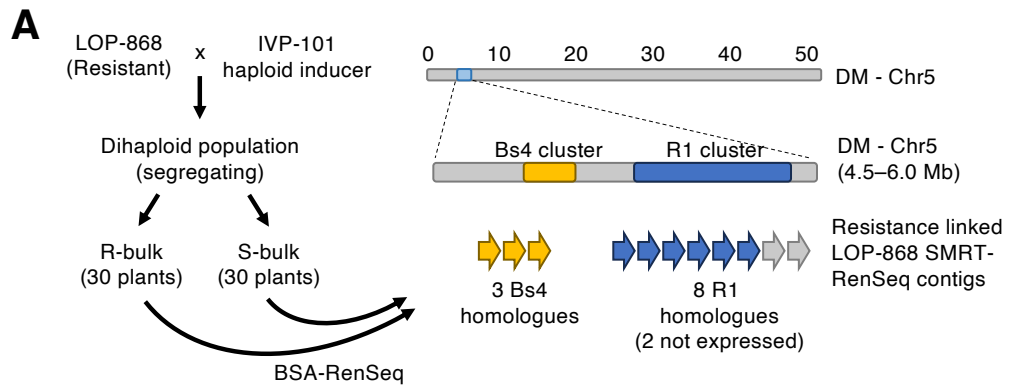 A
LOP-868
(Resistant)
x
IVP-101
haploid inducer
Dihaploid population
(segregating)
R-bulk
(30 plants)
S-bulk
(30 plants)
BSA-RenSeq
0 10 20 30 40 50
DM - Chr5
Bs4 cluster
R1 cluster
DM - Chr5
(4.5–6.0 Mb)
3 Bs4
homologues
8 R1
homologues
(2 not expressed)
Resistance linked
LOP-868 SMRT-
RenSeq contigs